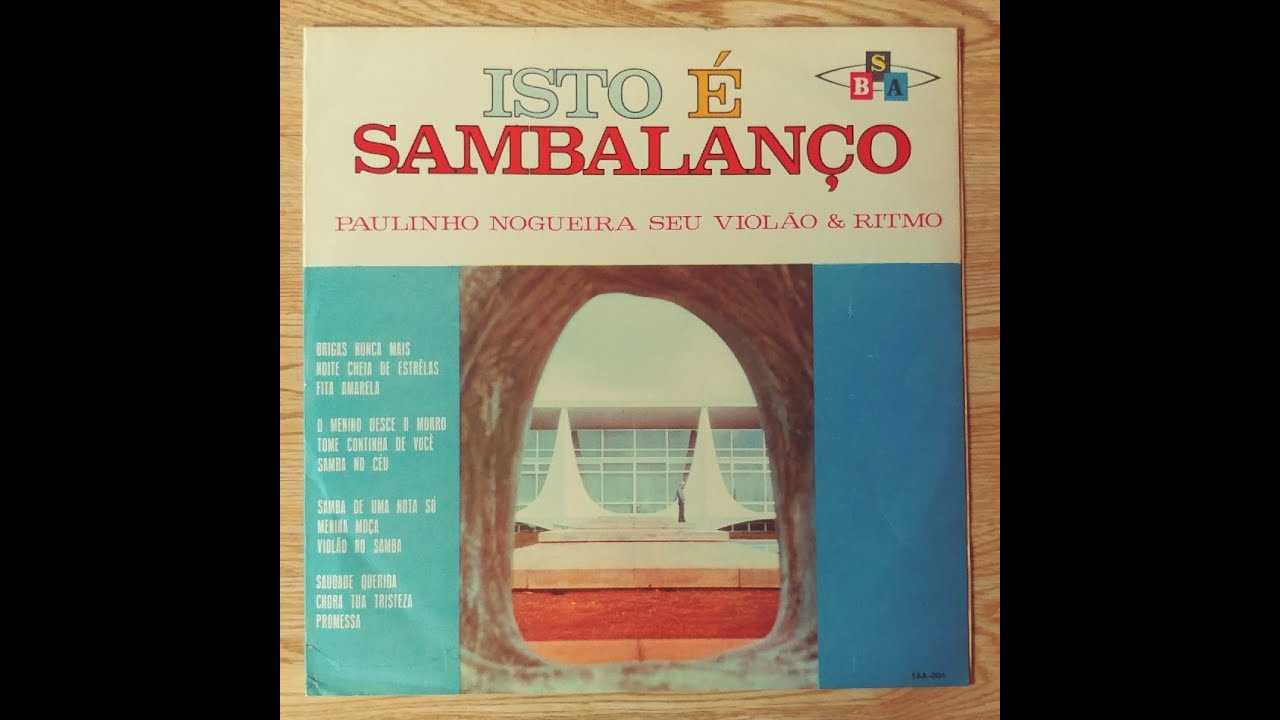 ISTO É
SAMBALANÇO
S
B A
PAULINHO NOGUEIRA SEU VIOLÃO & RITMO
BRIGAS NUNCA MAIS
NOITE CHEIA DE ESTRÊLAS
FITA AMARELA
O MENINO DESCE O MORRO
TOME CONTINHA DE VOCÊ
SAMBA NO CÉU
SAMBA DE UMA NOTA SÓ
MENINA MOÇA
VIOLÃO NO SAMBA
SAUDADE QUERIDA
CHORA TUA TRISTEZA
PROMESSA